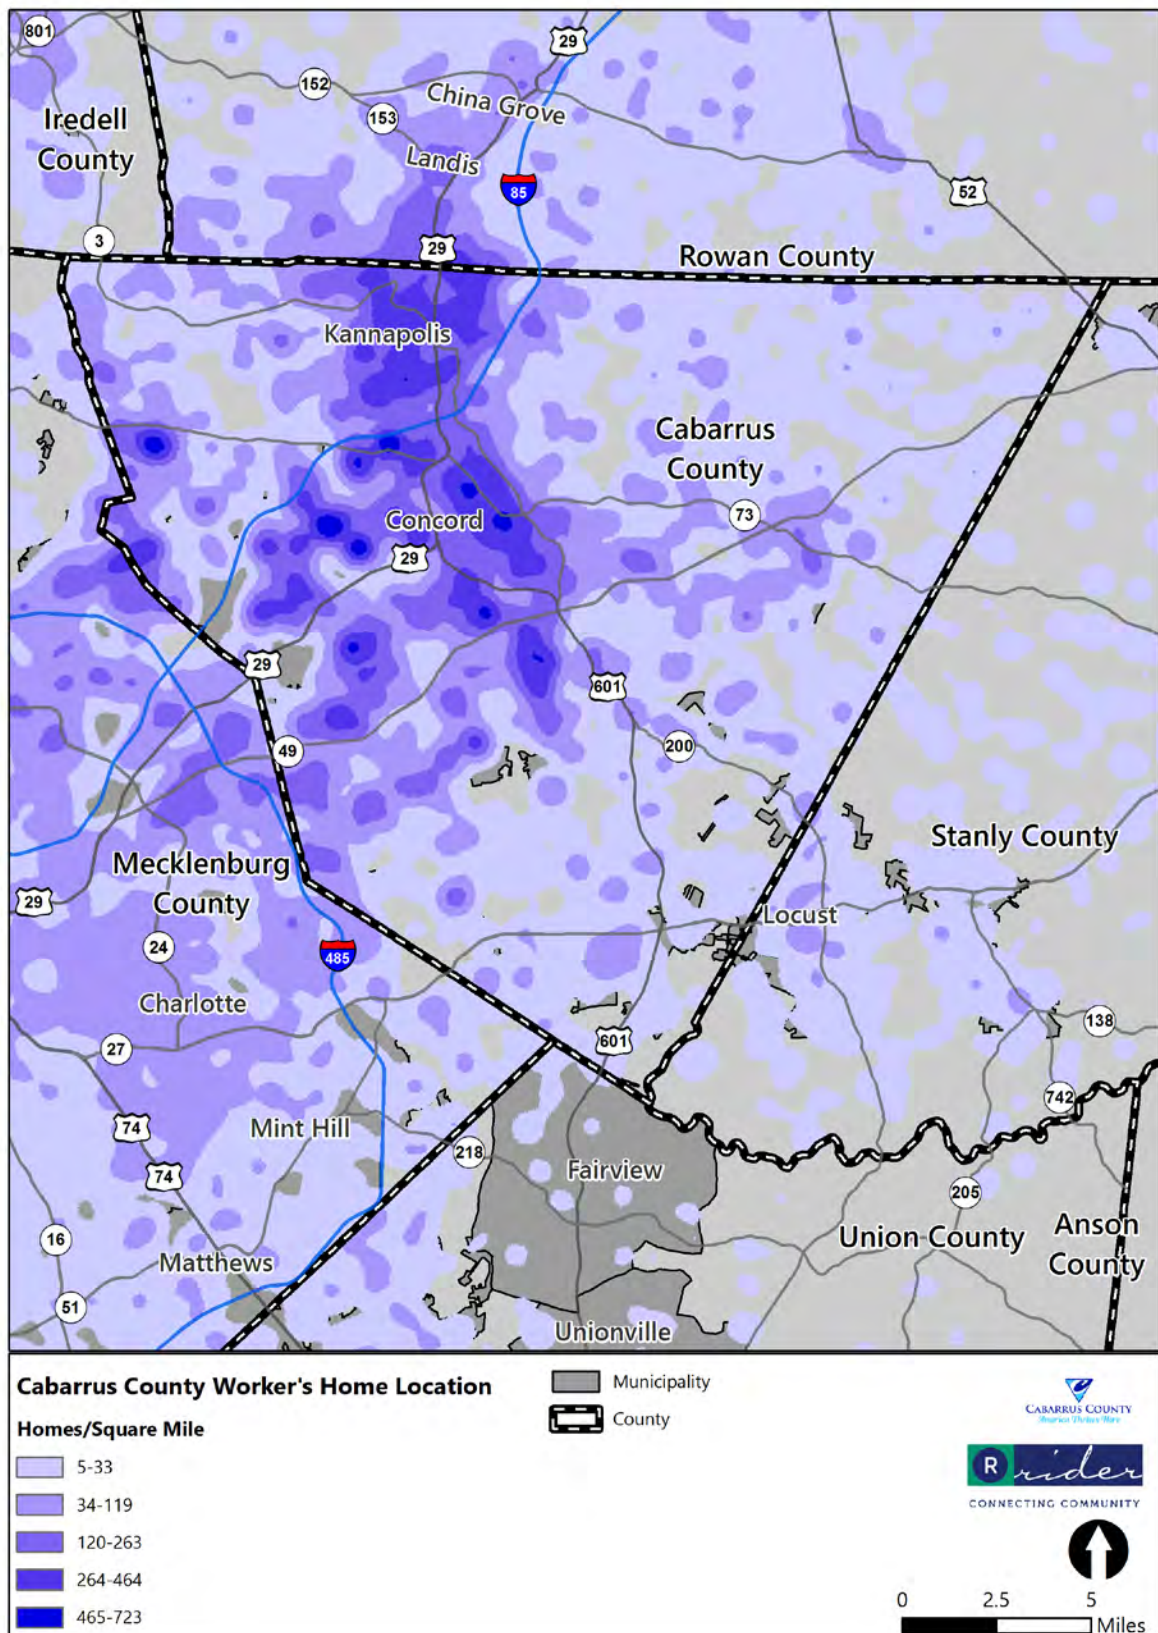 801
29
152
China Grove
153
Iredell
County
Landis
85
52
3
29
Rowan County
Kannapolis
Cabarrus
County
73
Concord
29
29
601
49
200
Stanly County
Mecklenburg
County
29
Locust
24
485
Charlotte
138
27
601
742
74
Mint Hill
218
74
Fairview
205
16
Union County
Anson
County
Matthews
51
Unionville
Cabarrus County Worker's Home Location
Homes/Square Mile
5-33
34-119
120-263
264-464
465-723
Municipality
County
CABARRUS COUNTY
America Thrives Here
R rider
CONNECTING COMMUNITY
0 2.5 5
Miles